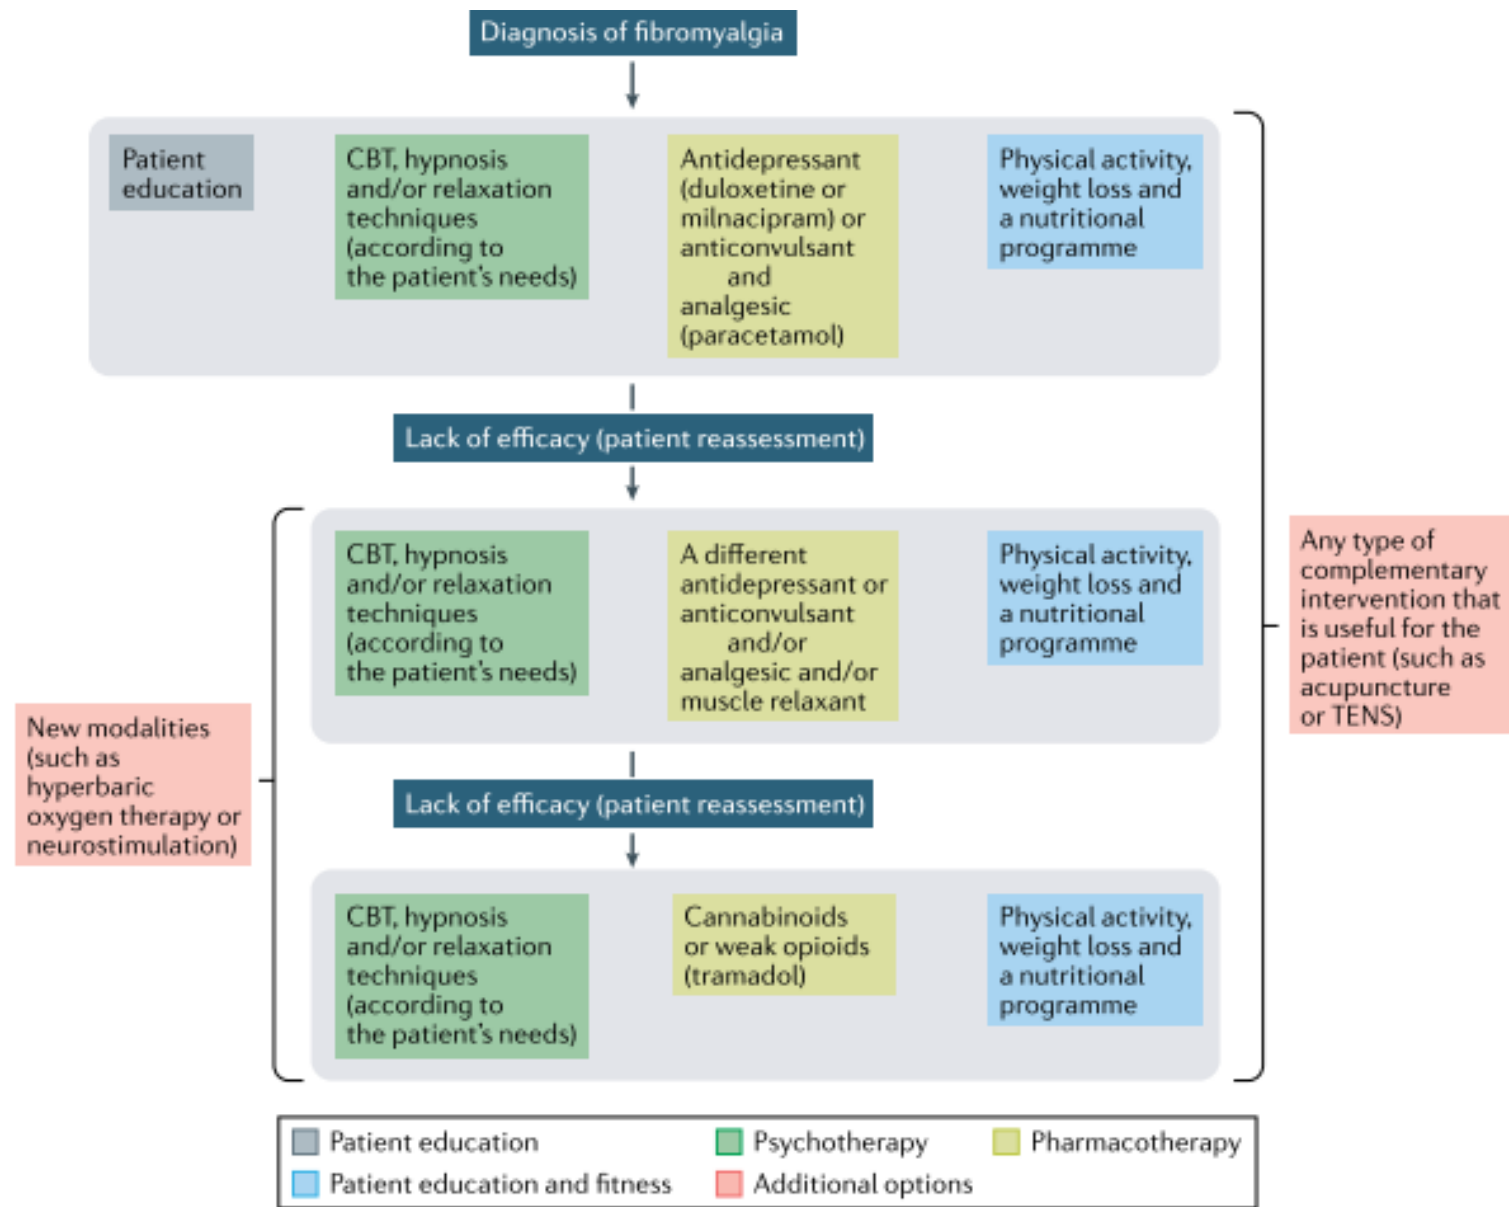 Diagnosis of fibromyalgia
Patient
education
CBT, hypnosis
and/or relaxation
techniques
(according to
the patient's needs)
Antidepressant
(duloxetine or
milnacipram) or
anticonvulsant
and
analgesic
(paracetamol)
Physical activity,
weight loss and
a nutritional
programme
Lack of efficacy (patient reassessment)
CBT, hypnosis
and/or relaxation
techniques
(according to
the patient's needs)
A different
antidepressant or
anticonvulsant
and/or
analgesic and/or
muscle relaxant
Physical activity,
weight loss and
a nutritional
programme
Any type of
complementary
intervention that
is useful for the
patient (such as
acupuncture
or TENS)
New modalities
(such as
hyperbaric
oxygen therapy or
neurostimulation)
Lack of efficacy (patient reassessment)
CBT, hypnosis
and/or relaxation
techniques
(according to
the patient's needs)
Cannabinoids
or weak opioids
(tramadol)
Physical activity,
weight loss and
a nutritional
programme
Patient education
Psychotherapy
Pharmacotherapy
Patient education and fitness
Additional options